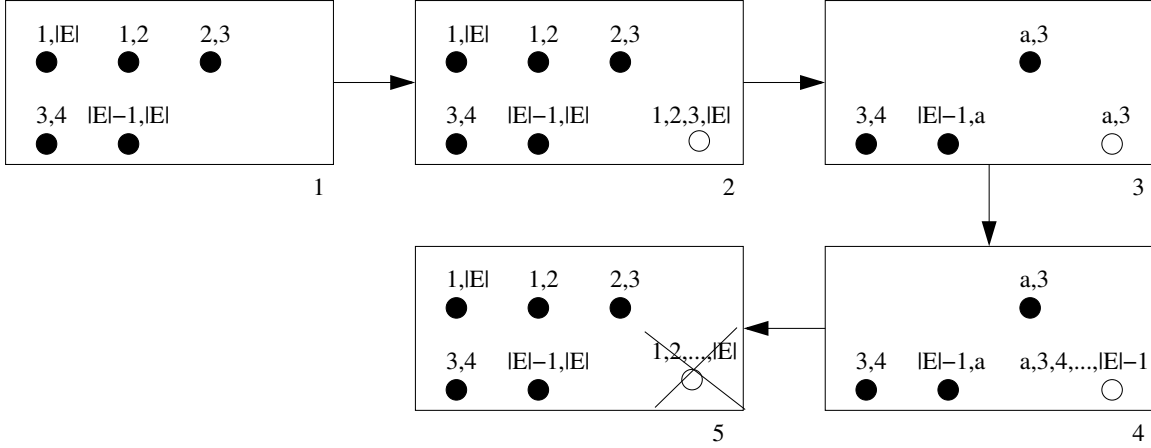 1,|E| 1,2 2,3
3,4 |E|−1,|E|
1
1,|E| 1,2 2,3
3,4 |E|−1,|E| 1,2,3,|E|
2
a,3
3,4 |E|−1,a a,3
3
a,3
3,4 |E|−1,a a,3,4,...,|E|−1
4
1,|E| 1,2 2,3
1,2,...,|E|
3,4 |E|−1,|E|
5